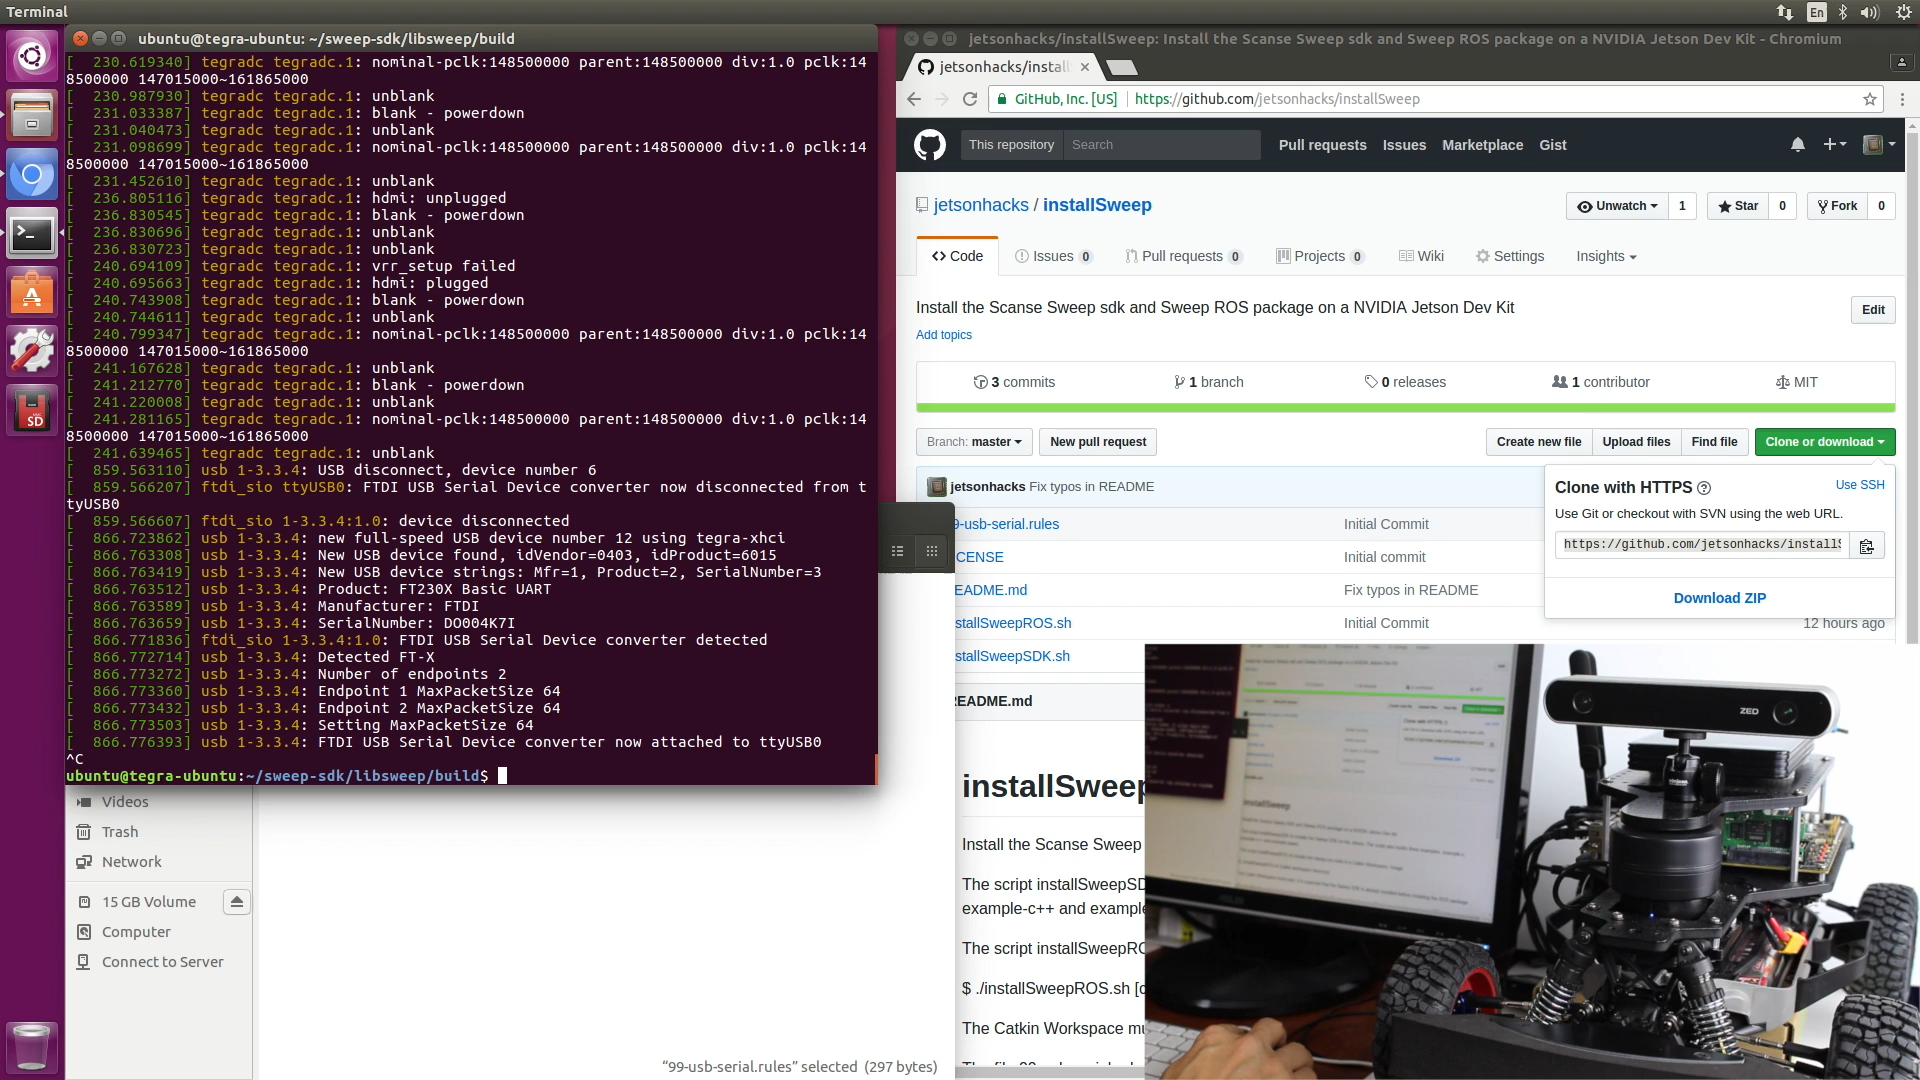 Terminal
En
ubuntu@tegra-ubuntu: ~/sweep-sdk/libsweep/build
[  230.619340] tegradc tegradc.1: nominal-pclk:148500000 parent:148500000 div:1.0 pclk:14
8500000 147015000~161865000
[  230.987930] tegradc tegradc.1: unblank
[  231.033387] tegradc tegradc.1: blank - powerdown
[  231.040473] tegradc tegradc.1: unblank
[  231.098699] tegradc tegradc.1: nominal-pclk:148500000 parent:148500000 div:1.0 pclk:14
8500000 147015000~161865000
[  231.452610] tegradc tegradc.1: unblank
[  236.805116] tegradc tegradc.1: hdmi: unplugged
[  236.830545] tegradc tegradc.1: blank - powerdown
[  236.830696] tegradc tegradc.1: unblank
[  236.830723] tegradc tegradc.1: unblank
[  240.694109] tegradc tegradc.1: vrr_setup failed
[  240.695663] tegradc tegradc.1: hdmi: plugged
[  240.743908] tegradc tegradc.1: blank - powerdown
[  240.744611] tegradc tegradc.1: unblank
[  240.799347] tegradc tegradc.1: nominal-pclk:148500000 parent:148500000 div:1.0 pclk:14
8500000 147015000~161865000
[  241.167628] tegradc tegradc.1: unblank
[  241.212770] tegradc tegradc.1: blank - powerdown
[  241.220008] tegradc tegradc.1: unblank
[  241.281165] tegradc tegradc.1: nominal-pclk:148500000 parent:148500000 div:1.0 pclk:14
8500000 147015000~161865000
[  241.639465] tegradc tegradc.1: unblank
[  859.563110] usb 1-3.3.4: USB disconnect, device number 6
[  859.566207] ftdi_sio ttyUSB0: FTDI USB Serial Device converter now disconnected from t
tyUSB0
[  859.566607] ftdi_sio 1-3.3.4:1.0: device disconnected
[  866.723862] usb 1-3.3.4: new full-speed USB device number 12 using tegra-xhci
[  866.763308] usb 1-3.3.4: New USB device found, idVendor=0403, idProduct=6015
[  866.763419] usb 1-3.3.4: New USB device strings: Mfr=1, Product=2, SerialNumber=3
[  866.763512] usb 1-3.3.4: Product: FT230X Basic UART
[  866.763589] usb 1-3.3.4: Manufacturer: FTDI
[  866.763659] usb 1-3.3.4: SerialNumber: DO004K7I
[  866.771836] ftdi_sio 1-3.3.4:1.0: FTDI USB Serial Device converter detected
[  866.772714] usb 1-3.3.4: Detected FT-X
[  866.773272] usb 1-3.3.4: Number of endpoints 2
[  866.773360] usb 1-3.3.4: Endpoint 1 MaxPacketSize 64
[  866.773432] usb 1-3.3.4: Endpoint 2 MaxPacketSize 64
[  866.773503] usb 1-3.3.4: Setting MaxPacketSize 64
[  866.776393] usb 1-3.3.4: FTDI USB Serial Device converter now attached to ttyUSB0
^C
ubuntu@tegra-ubuntu:~/sweep-sdk/libsweep/build$
SD
Videos
Trash
Network
15 GB Volume
Computer
Connect to Server
“99-usb-serial.rules” selected (297 bytes)
jetsonhacks/installSweep: Install the Scanse Sweep sdk and Sweep ROS package on a NVIDIA Jetson Dev Kit - Chromium
jetsonhacks/install
GitHub, Inc. [US] https://github.com/jetsonhacks/installSweep
This repository Search Pull requests Issues Marketplace Gist
jetsonhacks / installSweep
Unwatch 1 Star 0 Fork 0
Code Issues 0 Pull requests 0 Projects 0 Wiki Settings Insights
Install the Scanse Sweep sdk and Sweep ROS package on a NVIDIA Jetson Dev Kit
Edit
Add topics
3 commits 1 branch 0 releases 1 contributor MIT
Branch: master New pull request Create new file Upload files Find file Clone or download
Clone with HTTPS Use SSH
Use Git or checkout with SVN using the web URL.
https://github.com/jetsonhacks/installS
Download ZIP
jetsonhacks Fix typos in README
9-usb-serial.rules Initial Commit
CENSE Initial commit
EADME.md Fix typos in README
stallSweepROS.sh Initial Commit 12 hours ago
stallSweepSDK.sh
EADME.md
installSweep
Install the Scanse Sweep
The script installSweepSD
example-c++ and example
The script installSweepRO
$ ./installSweepROS.sh [c
The Catkin Workspace mu
ZED